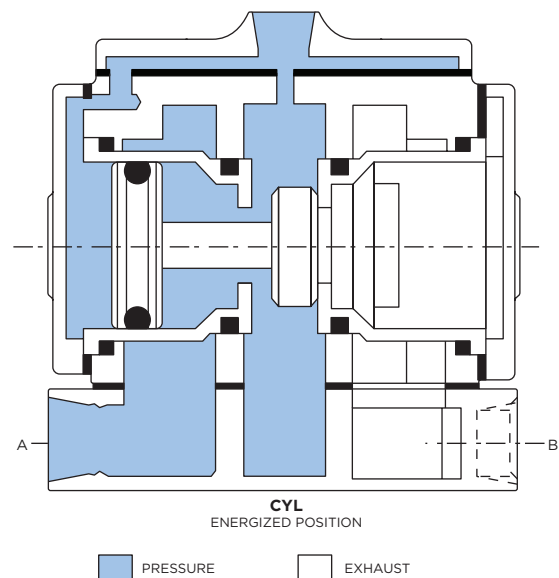 A
B
CYL
ENERGIZED POSITION
PRESSURE
EXHAUST